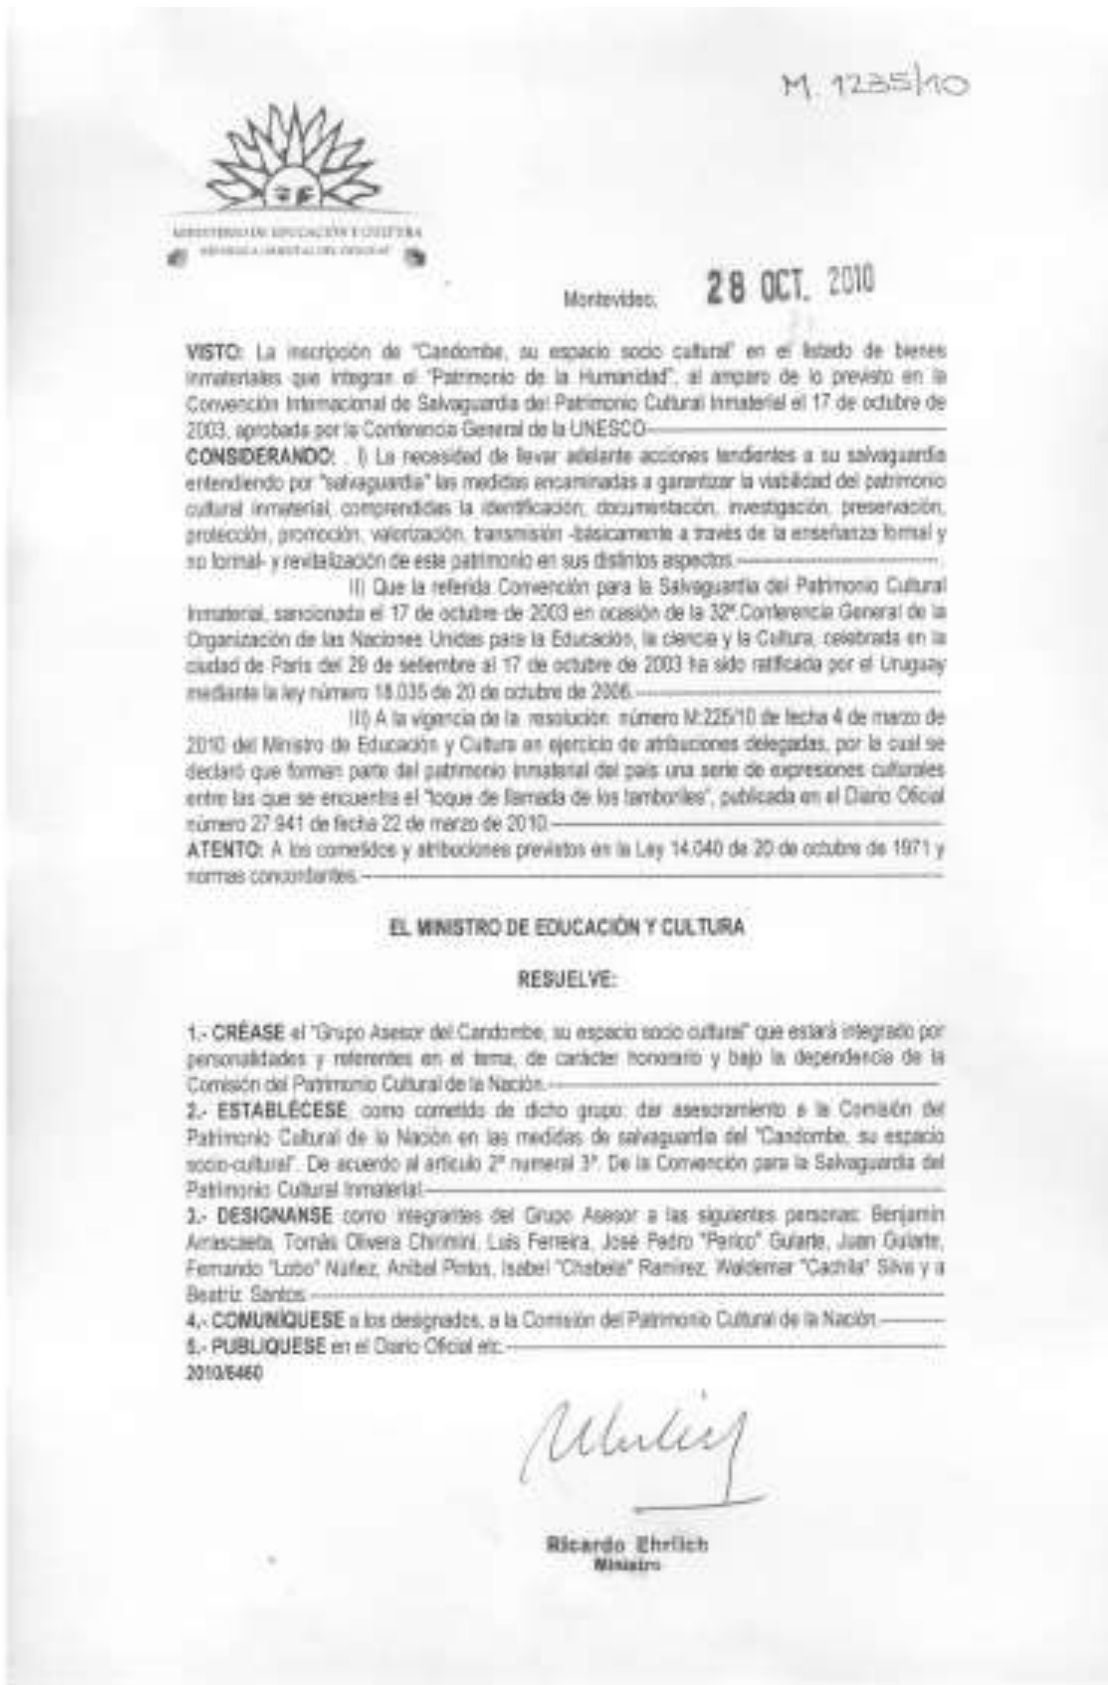 M. 1235/10
MINISTERIO DE EDUCACIÓN Y CULTURA
REPÚBLICA ORIENTAL DEL URUGUAY
Montevideo, 28 OCT. 2010
VISTO: La inscripción de "Candombe, su espacio socio cultural" en el listado de bienes
inmateriales que integran el "Patrimonio de la Humanidad", al amparo de lo previsto en la
Convención Internacional de Salvaguardia del Patrimonio Cultural Inmaterial el 17 de octubre de
2003, aprobada por la Conferencia General de la UNESCO
CONSIDERANDO: . I) La necesidad de llevar adelante acciones tendientes a su salvaguardia
entendiendo por "salvaguardia" las medidas encaminadas a garantizar la viabilidad del patrimonio
cultural inmaterial, comprendidas la identificación, documentación, investigación, preservación,
protección, promoción, valorización, transmisión -básicamente a través de la enseñanza formal y
no formal- y revitalización de este patrimonio en sus distintos aspectos.
II) Que la referida Convención para la Salvaguardia del Patrimonio Cultural
Inmaterial, sancionada el 17 de octubre de 2003 en ocasión de la 32ª.Conferencia General de la
Organización de las Naciones Unidas para la Educación, la ciencia y la Cultura, celebrada en la
ciudad de Paris del 29 de setiembre al 17 de octubre de 2003 ha sido ratificada por el Uruguay
mediante la ley número 18.035 de 20 de octubre de 2006.
III) A la vigencia de la resolución número M:225/10 de fecha 4 de marzo de
2010 del Ministro de Educación y Cultura en ejercicio de atribuciones delegadas, por la cual se
declaró que forman parte del patrimonio inmaterial del país una serie de expresiones culturales
entre las que se encuentra el "toque de llamada de los tamboriles", publicada en el Diario Oficial
número 27.941 de fecha 22 de marzo de 2010.
ATENTO: A los cometidos y atribuciones previstos en la Ley 14.040 de 20 de octubre de 1971 y
normas concordantes.
EL MINISTRO DE EDUCACIÓN Y CULTURA
RESUELVE:
1.- CRÉASE el "Grupo Asesor del Candombe, su espacio socio cultural" que estará integrado por
personalidades y referentes en el tema, de carácter honorario y bajo la dependencia de la
Comisión del Patrimonio Cultural de la Nación.
2.- ESTABLÉCESE como cometido de dicho grupo: dar asesoramiento a la Comisión del
Patrimonio Cultural de la Nación en las medidas de salvaguardia del "Candombe, su espacio
socio-cultural". De acuerdo al artículo 2º numeral 3º. De la Convención para la Salvaguardia del
Patrimonio Cultural Inmaterial.
3.- DESIGNANSE como integrantes del Grupo Asesor a las siguientes personas: Benjamín
Arrascaeta, Tomás Olivera Chirimini, Luis Ferreira, José Pedro "Perico" Gularte, Juan Gularte,
Fernando "Lobo" Núñez, Aníbal Pintos, Isabel "Chabela" Ramírez, Waldemar "Cachila" Silva y a
Beatriz Santos
4.- COMUNÍQUESE a los designados, a la Comisión del Patrimonio Cultural de la Nación
5.- PUBLIQUESE en el Diario Oficial etc.
2010/6460
Ricardo Ehrlich
Ministro